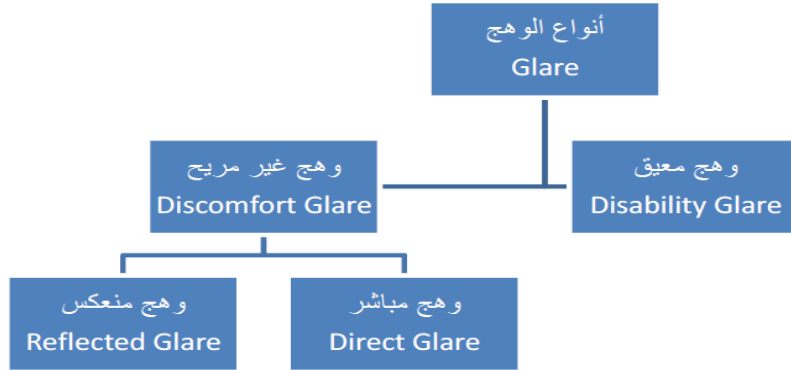 أنواع الوهج
Glare
وهج غير مريح
Discomfort Glare
وهج معيق
Disability Glare
وهج منعكس
Reflected Glare
وهج مباشر
Direct Glare